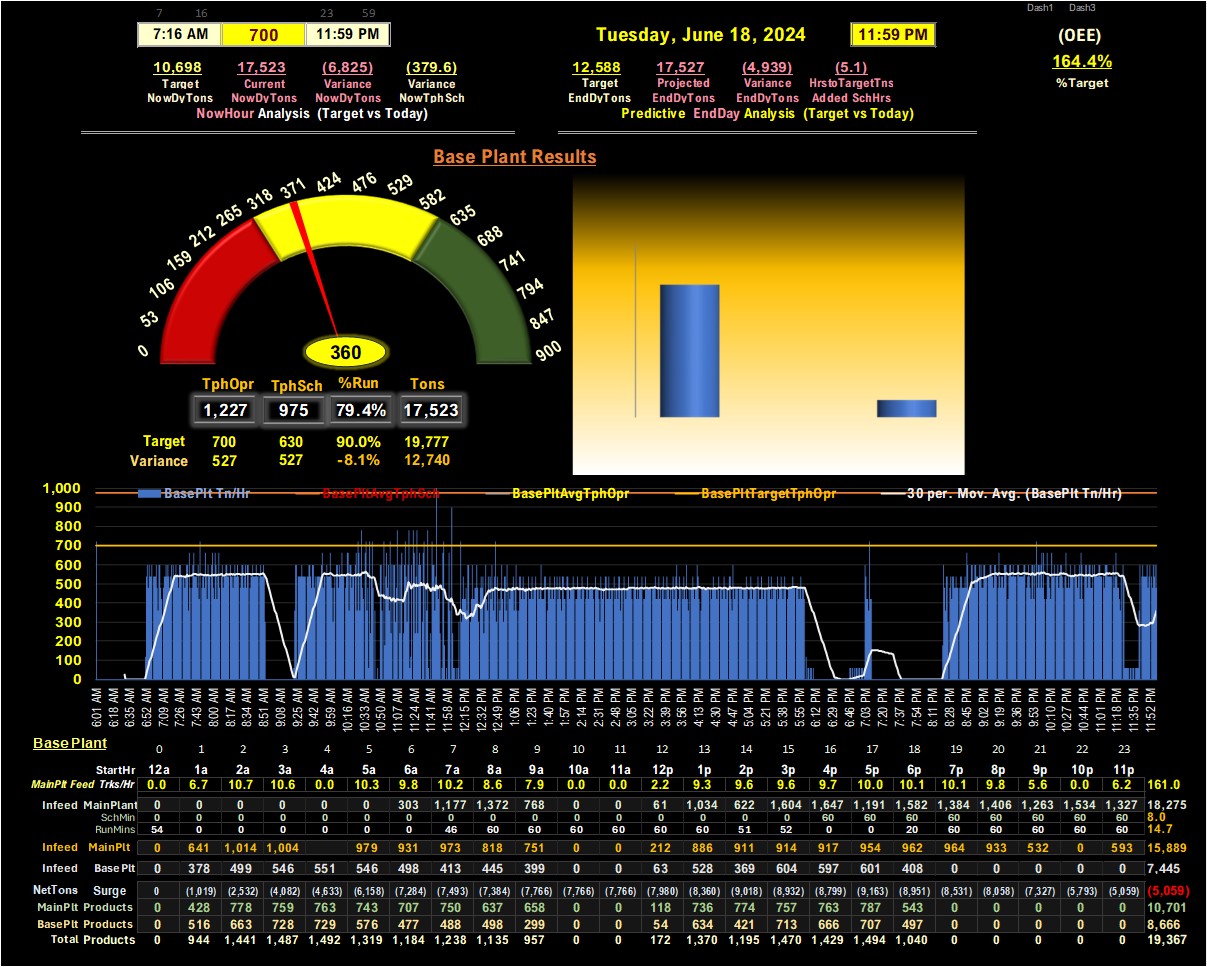 7 16 23 59 Dash1 Dash3
7:16 AM 700 11:59 PM Tuesday, June 18, 2024 11:59 PM (OEE)
10,698 17,523 (6,825) (379.6) 12,588 17,527 (4,939) (5.1) 164.4%
Target Current Variance Variance Target Projected Variance HrstoTargetTns %Target
NowDyTons NowDyTons NowDyTons NowTphSch EndDyTons EndDyTons EndDyTons Added SchHrs
NowHour Analysis (Target vs Today) Predictive EndDay Analysis (Target vs Today)
Base Plant Results
0 53 106 159 212 265 318 371 424 476 529 582 635 688 741 794 847 900
360
TphOpr TphSch %Run Tons
1,227 975 79.4% 17,523
Target 700 630 90.0% 19,777
Variance 527 527 -8.1% 12,740
BasePlt Tn/Hr BasePltAvgTphSch BasePltAvgTphOpr BasePltTargetTphOpr 30 per. Mov. Avg. (BasePlt Tn/Hr)
1,000
900
800
700
600
500
400
300
200
100
0
6:01 AM 6:18 AM 6:35 AM 6:52 AM 7:09 AM 7:26 AM 7:43 AM 8:00 AM 8:17 AM 8:34 AM 8:51 AM 9:08 AM 9:25 AM 9:42 AM 9:59 AM 10:16 AM 10:33 AM 10:50 AM 11:07 AM 11:24 AM 11:41 AM 11:58 AM 12:15 PM 12:32 PM 12:49 PM 1:06 PM 1:23 PM 1:40 PM 1:57 PM 2:14 PM 2:31 PM 2:48 PM 3:05 PM 3:22 PM 3:39 PM 3:56 PM 4:13 PM 4:30 PM 4:47 PM 5:04 PM 5:21 PM 5:38 PM 5:55 PM 6:12 PM 6:29 PM 6:46 PM 7:03 PM 7:20 PM 7:37 PM 7:54 PM 8:11 PM 8:28 PM 8:45 PM 9:02 PM 9:19 PM 9:36 PM 9:53 PM 10:10 PM 10:27 PM 10:44 PM 11:01 PM 11:18 PM 11:35 PM 11:52 PM
Base Plant 0 1 2 3 4 5 6 7 8 9 10 11 12 13 14 15 16 17 18 19 20 21 22 23
StartHr 12a 1a 2a 3a 4a 5a 6a 7a 8a 9a 10a 11a 12p 1p 2p 3p 4p 5p 6p 7p 8p 9p 10p 11p
MainPlt Feed Trks/Hr 0.0 6.7 10.7 10.6 0.0 10.3 9.8 10.2 8.6 7.9 0.0 0.0 2.2 9.3 9.6 9.6 9.7 10.0 10.1 10.1 9.8 5.6 0.0 6.2 161.0
Infeed MainPlant 0 0 0 0 0 0 303 1,177 1,372 768 0 0 61 1,034 622 1,604 1,647 1,191 1,582 1,384 1,406 1,263 1,534 1,327 18,275
SchMin 0 0 0 0 0 0 0 0 0 0 0 0 0 0 0 0 60 60 60 60 60 60 60 60 8.0
RunMins 54 0 0 0 0 0 0 46 60 60 60 60 60 60 51 52 0 0 20 60 60 60 60 60 14.7
Infeed MainPlt 0 641 1,014 1,004 979 931 973 818 751 0 0 212 886 911 914 917 954 962 964 933 532 0 593 15,889
Infeed BasePlt 0 378 499 546 551 546 498 413 445 399 0 0 63 528 369 604 597 601 408 0 0 0 0 0 7,445
NetTons Surge 0 (1,019) (2,532) (4,082) (4,633) (6,158) (7,284) (7,493) (7,384) (7,766) (7,766) (7,766) (7,980) (8,360) (9,018) (8,932) (8,799) (9,163) (8,951) (8,531) (8,058) (7,327) (5,793) (5,059) (5,059)
MainPlt Products 0 428 778 759 763 743 707 750 637 658 0 0 118 736 774 757 763 787 543 0 0 0 0 0 10,701
BasePlt Products 0 516 663 728 729 576 477 488 498 299 0 0 54 634 421 713 666 707 497 0 0 0 0 0 8,666
Total Products 0 944 1,441 1,487 1,492 1,319 1,184 1,238 1,135 957 0 0 172 1,370 1,195 1,470 1,429 1,494 1,040 0 0 0 0 0 19,367